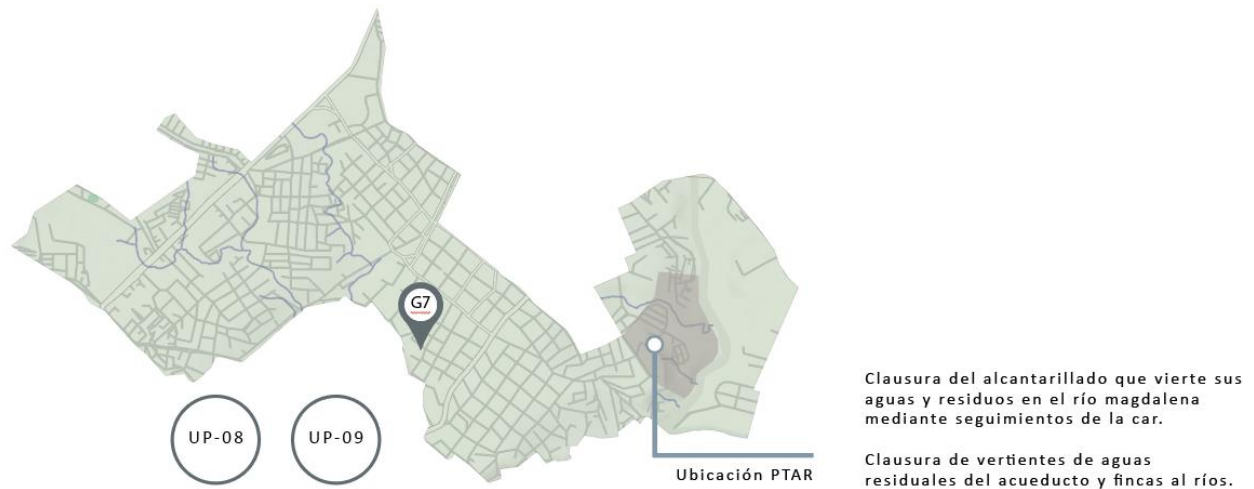 G7
UP-08
UP-09
Ubicación PTAR
Clausura del alcantarillado que vierte sus
aguas y residuos en el río magdalena
mediante seguimientos de la car.
Clausura de vertientes de aguas
residuales del acueducto y fincas al ríos.